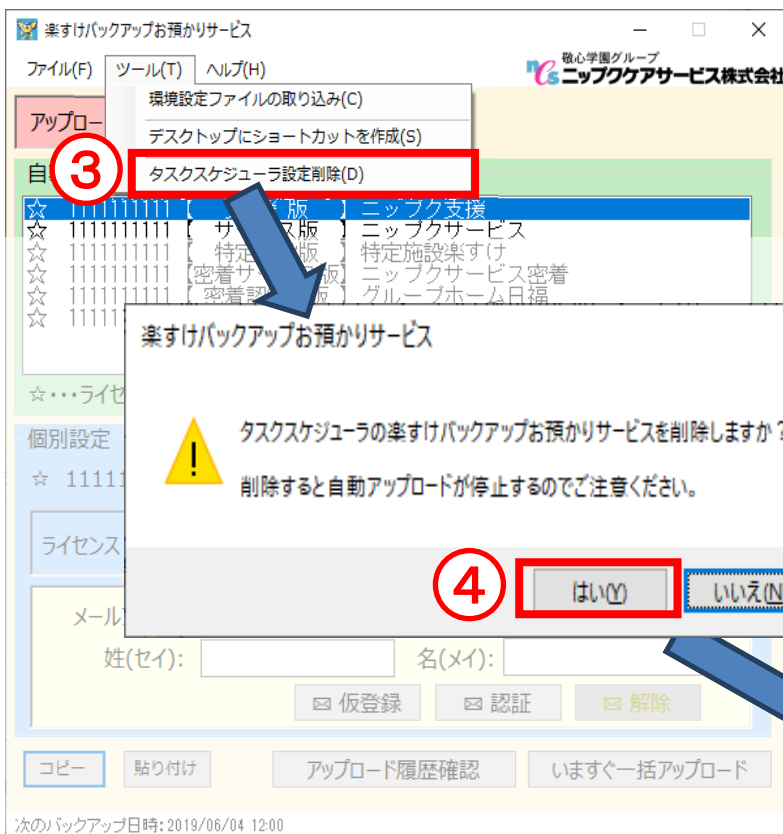 楽すけバックアップお預かりサービス
ファイル(F) ツール(T) ヘルプ(H)
敬心学園グループ
ncs ニップクケアサービス株式会社
環境設定ファイルの取り込み(C)
アップロー
デスクトップにショートカットを作成(S)
③
自
タスクスケジューラ設定削除(D)
☆ 1111111111 【 版 】 ニップク支援
☆ 1111111111 【 サ ス版 】 ニップクサービス
☆ 1111111111 【 特定 版 】 特定施設楽すけ
☆ 1111111111 【密着サ 版】 ニップクサービス密着
☆ 1111111111 【 密着認 版 】 グループホーム日福
☆ 11111
楽すけバックアップお預かりサービス
☆・・・ライセ
タスクスケジューラの楽すけバックアップお預かりサービスを削除しますか?
削除すると自動アップロードが停止するのでご注意ください。
個別設定
☆ 11111
ライセンス
④
はい(Y) いいえ(N
メール
姓(セイ): 名(メイ):
仮登録 認証 解除
コピー 貼り付け アップロード履歴確認 いますぐ一括アップロード
次のバックアップ日時:2019/06/04 12:00